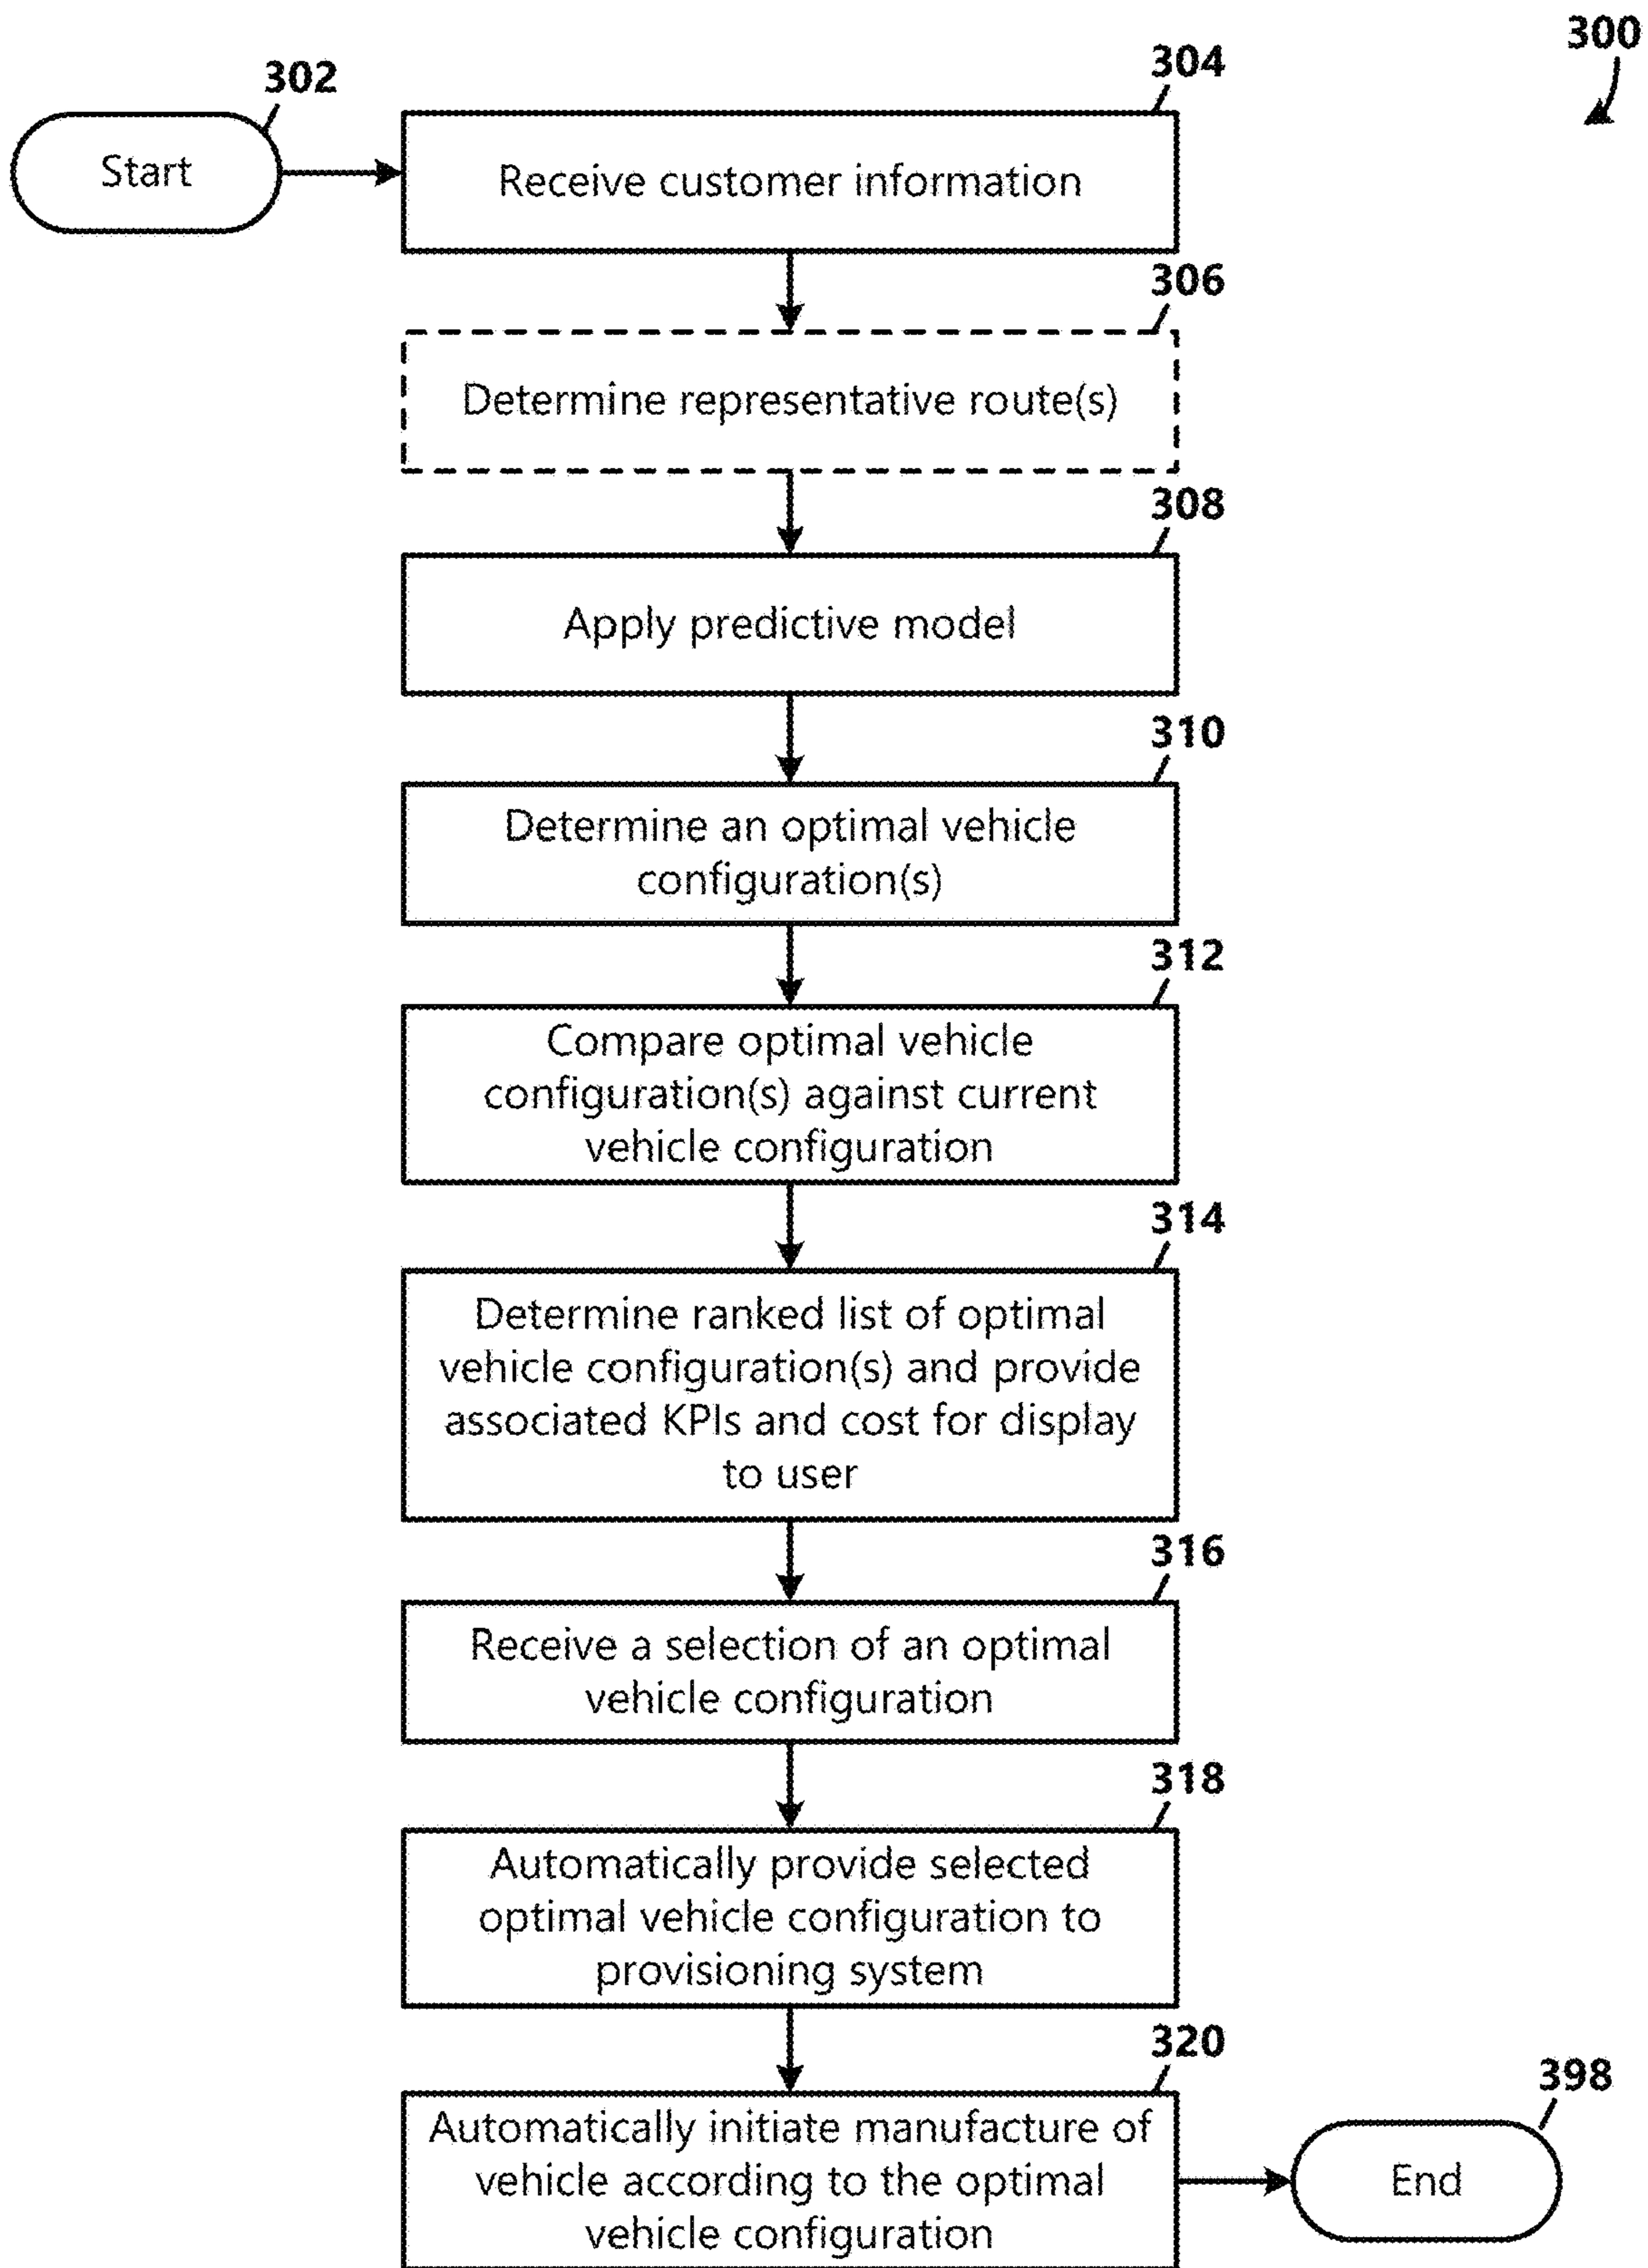 300
302
Start
304
Receive customer information
306
Determine representative route(s)
308
Apply predictive model
310
Determine an optimal vehicle
configuration(s)
312
Compare optimal vehicle
configuration(s) against current
vehicle configuration
314
Determine ranked list of optimal
vehicle configuration(s) and provide
associated KPIs and cost for display
to user
316
Receive a selection of an optimal
vehicle configuration
318
Automatically provide selected
optimal vehicle configuration to
provisioning system
320
Automatically initiate manufacture of
vehicle according to the optimal
vehicle configuration
398
End